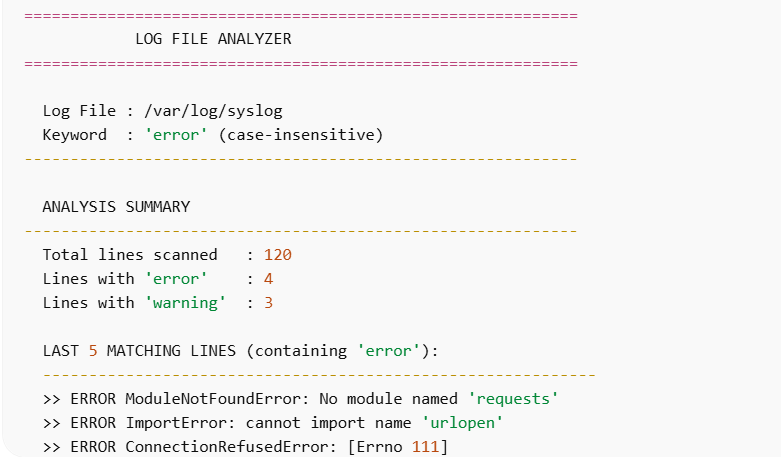 ============================================================
LOG FILE ANALYZER
============================================================
Log File : /var/log/syslog
Keyword  : 'error' (case-insensitive)
------------------------------------------------------------
ANALYSIS SUMMARY
------------------------------------------------------------
Total lines scanned   : 120
Lines with 'error'    : 4
Lines with 'warning'  : 3
LAST 5 MATCHING LINES (containing 'error'):
------------------------------------------------------------
>> ERROR ModuleNotFoundError: No module named 'requests'
>> ERROR ImportError: cannot import name 'urlopen'
>> ERROR ConnectionRefusedError: [Errno 111]